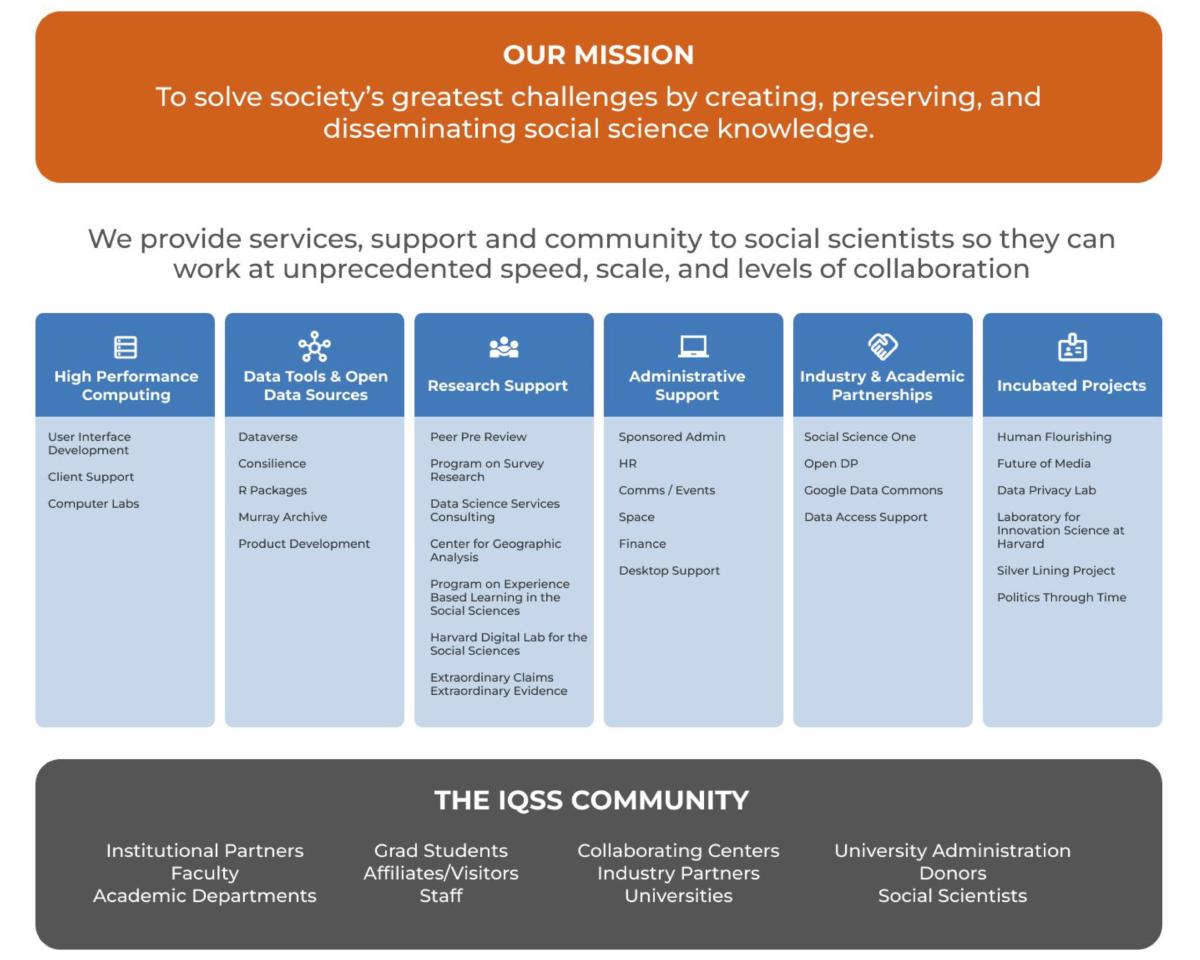 OUR MISSION
To solve society’s greatest challenges by creating, preserving, and
disseminating social science knowledge.
We provide services, support and community to social scientists so they can
work at unprecedented speed, scale, and levels of collaboration
High Performance
Computing
User Interface
Development
Client Support
Computer Labs
Data Tools & Open
Data Sources
Dataverse
Consilience
R Packages
Murray Archive
Product Development
Research Support
Peer Pre Review
Program on Survey
Research
Data Science Services
Consulting
Center for Geographic
Analysis
Program on Experience
Based Learning in the
Social Sciences
Harvard Digital Lab for the
Social Sciences
Extraordinary Claims
Extraordinary Evidence
Administrative
Support
Sponsored Admin
HR
Comms / Events
Space
Finance
Desktop Support
Industry & Academic
Partnerships
Social Science One
Open DP
Google Data Commons
Data Access Support
Incubated Projects
Human Flourishing
Future of Media
Data Privacy Lab
Laboratory for
Innovation Science at
Harvard
Silver Lining Project
Politics Through Time
THE IQSS COMMUNITY
Institutional Partners
Faculty
Academic Departments
Grad Students
Affiliates/Visitors
Staff
Collaborating Centers
Industry Partners
Universities
University Administration
Donors
Social Scientists